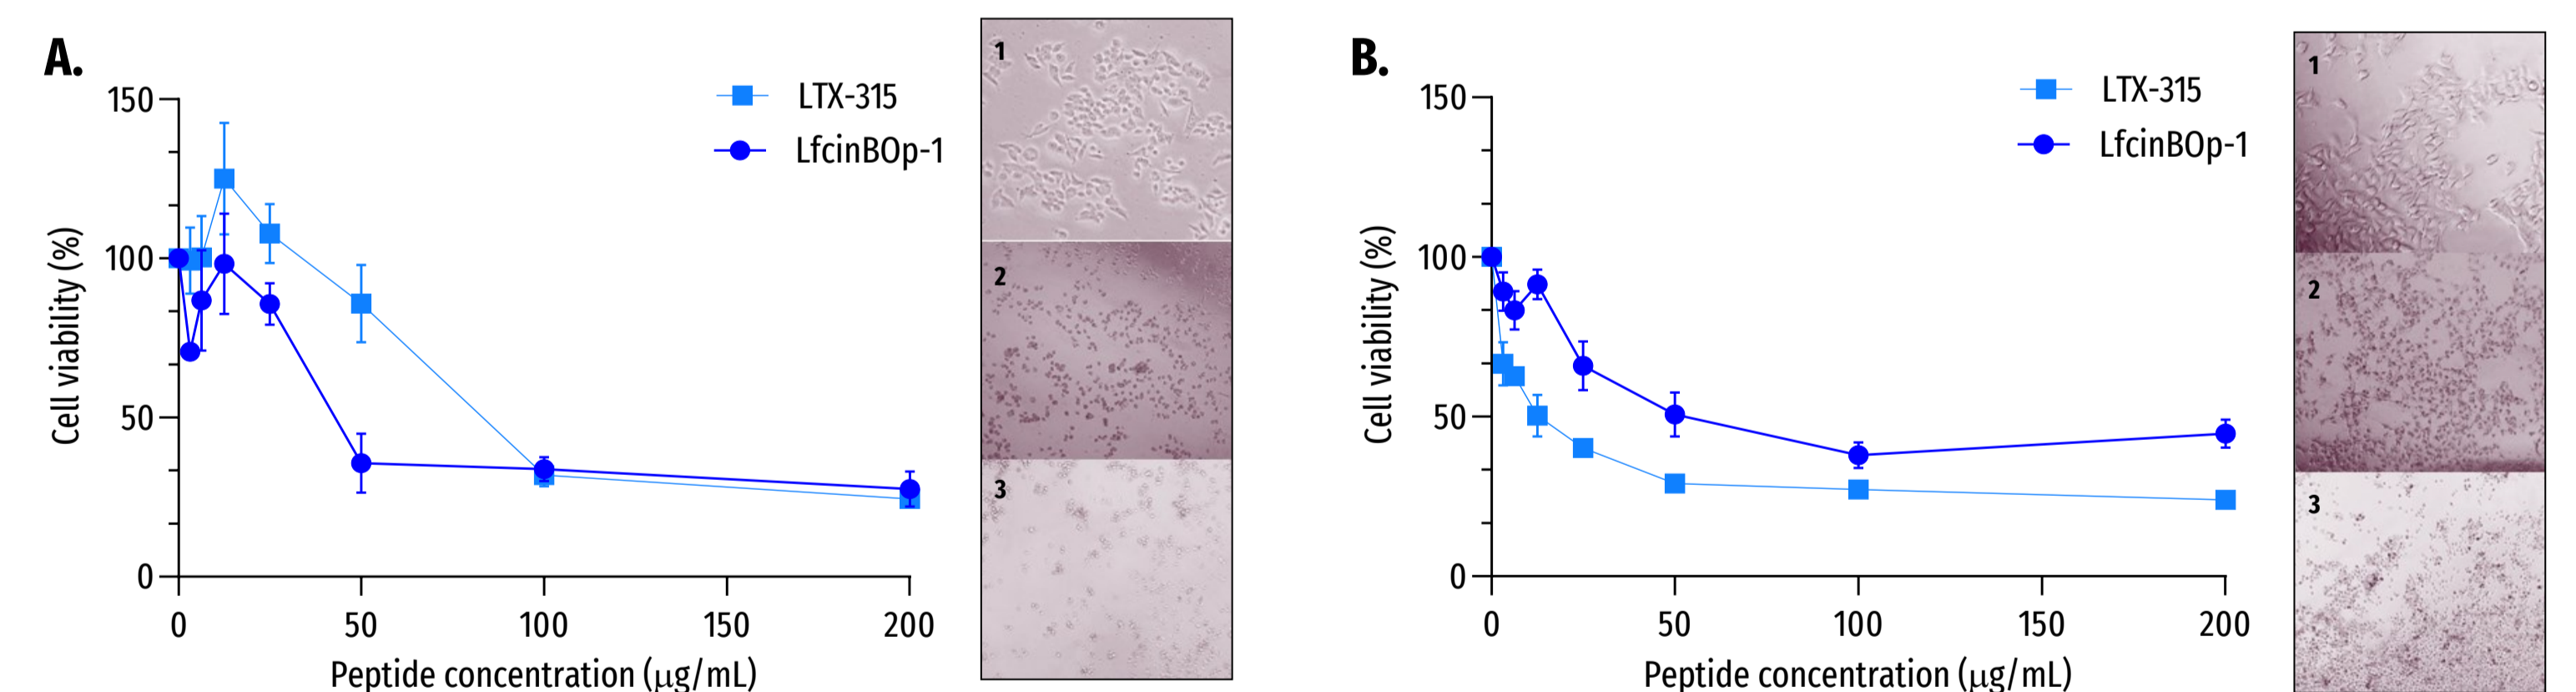 A.
150
100
50
0
Cell viability (%)
0 50 100 150 200
Peptide concentration (µg/mL)
LTX-315
LfcinBOp-1
1
2
3
B.
150
100
50
0
Cell viability (%)
0 50 100 150 200
Peptide concentration (µg/mL)
LTX-315
LfcinBOp-1
1
2
3